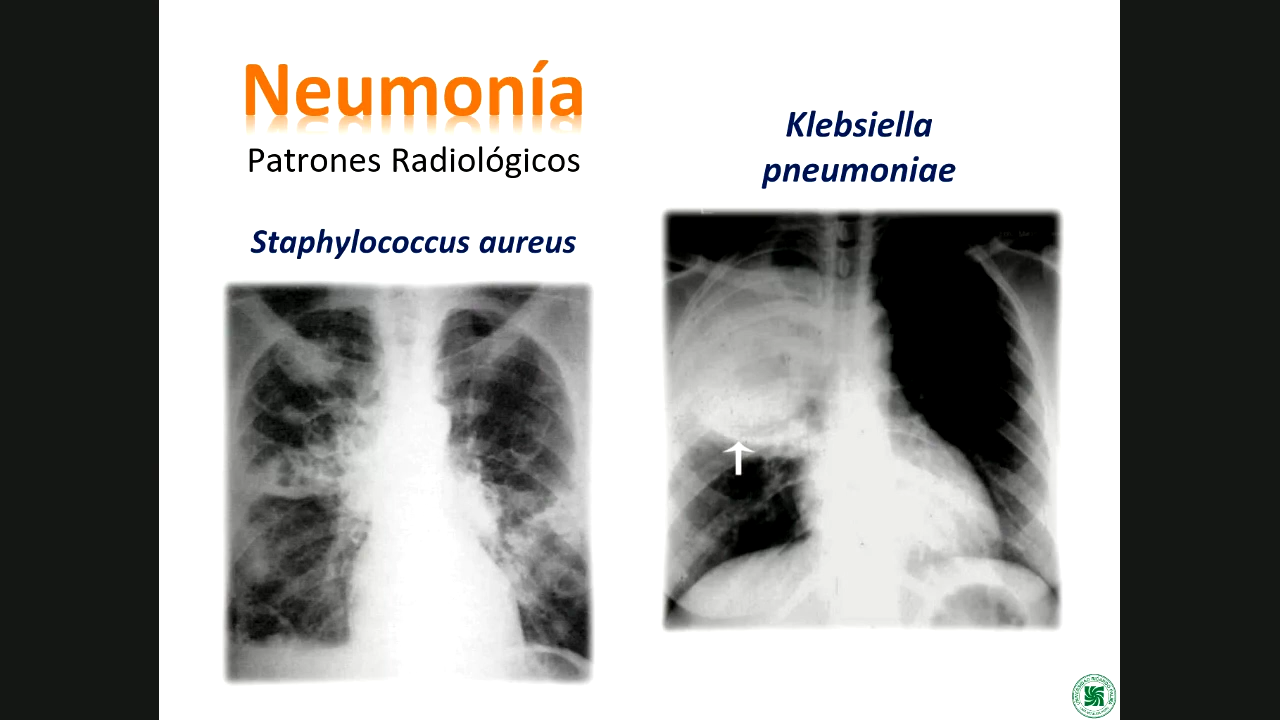 Neumonía
Patrones Radiológicos
Staphylococcus aureus
Klebsiella
pneumoniae